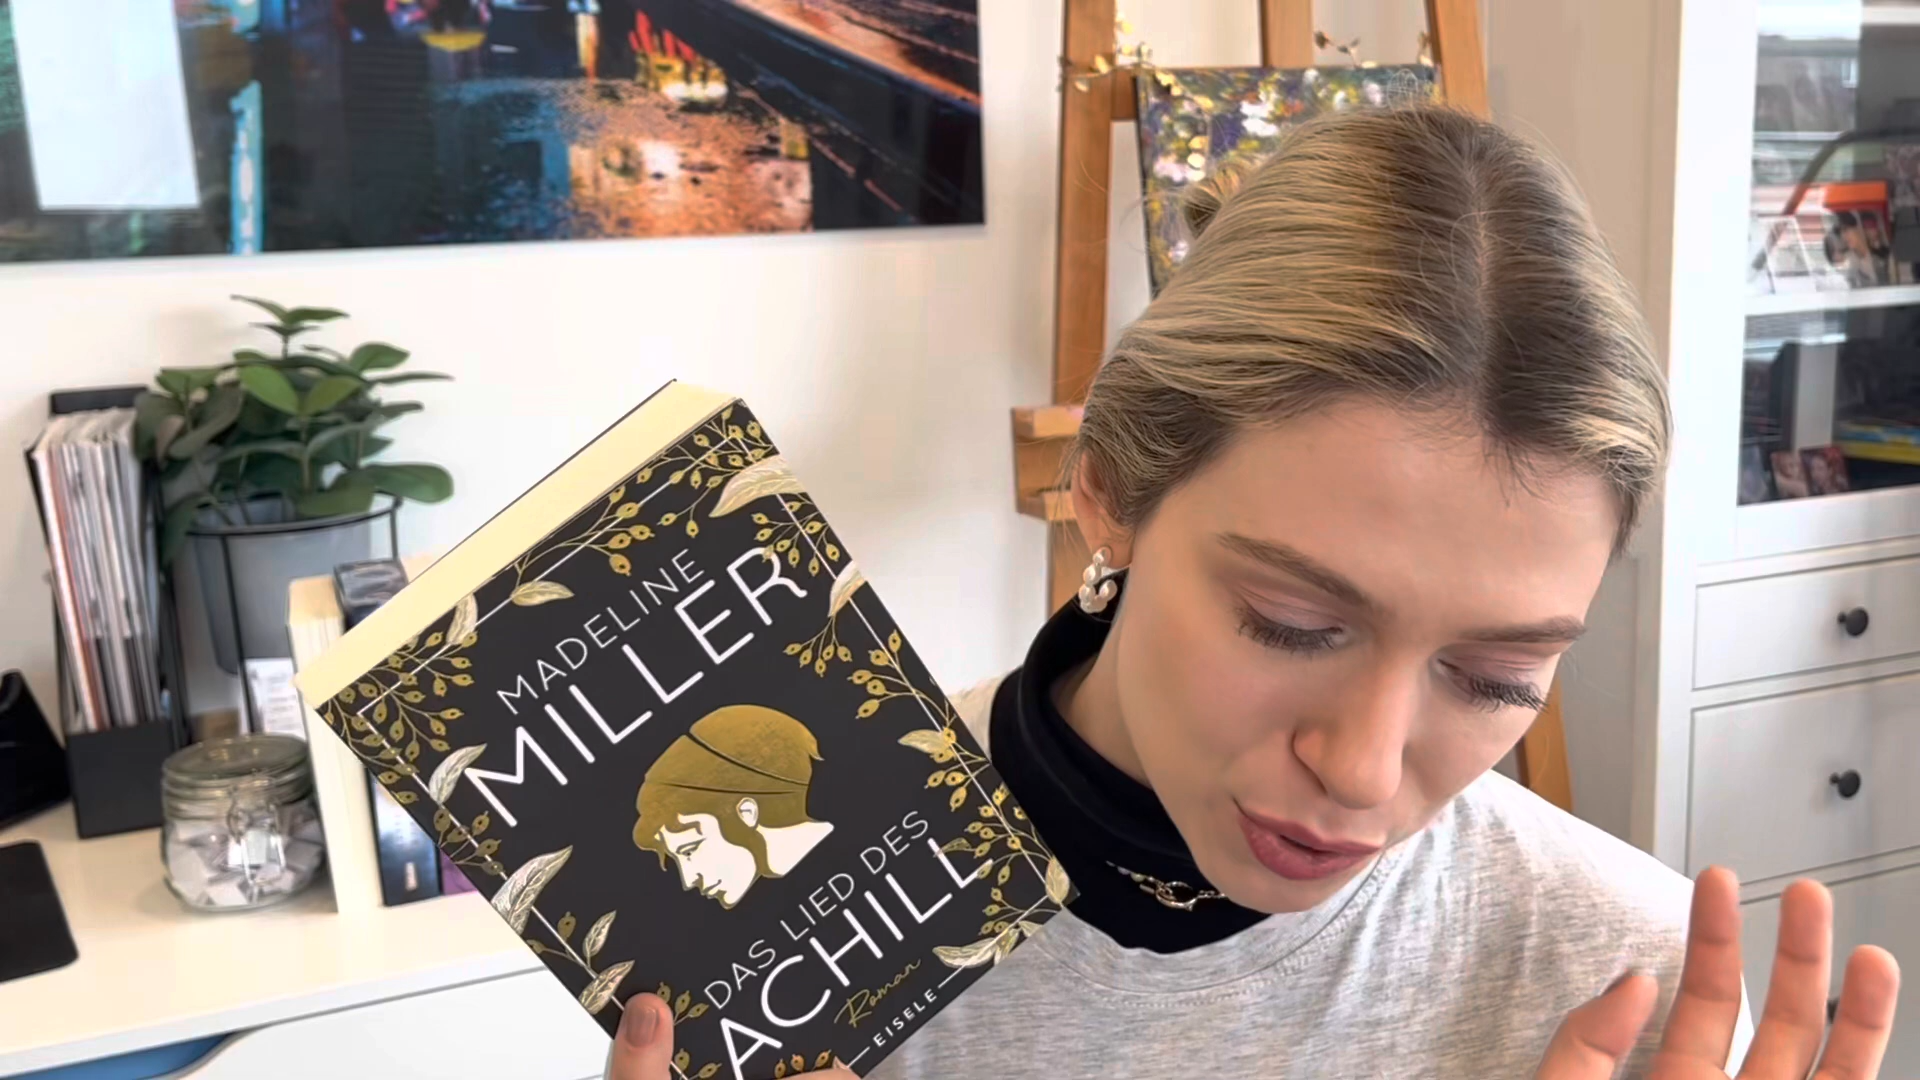 MADELINE
MILLER
DAS LIED DES
ACHILL
Roman
EISELE